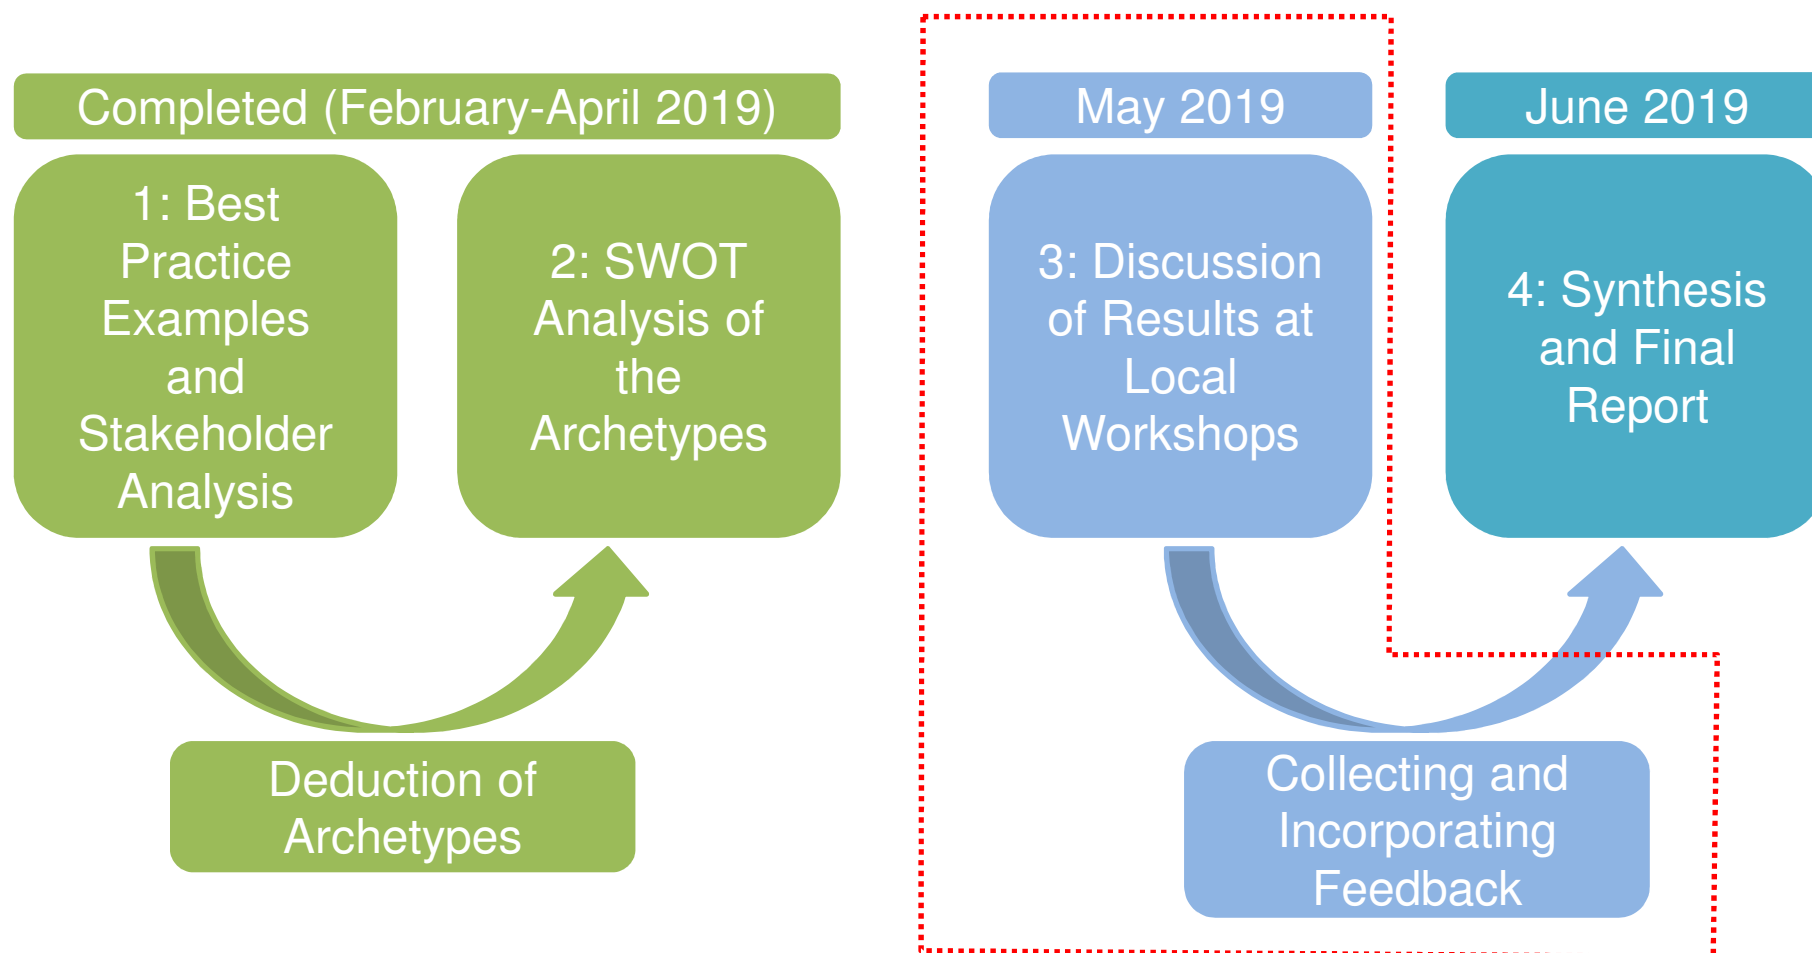 Completed (February-April 2019)
1: Best
Practice
Examples
and
Stakeholder
Analysis
2: SWOT
Analysis of
the
Archetypes
Deduction of
Archetypes
May 2019
3: Discussion
of Results at
Local
Workshops
Collecting and
Incorporating
Feedback
June 2019
4: Synthesis
and Final
Report